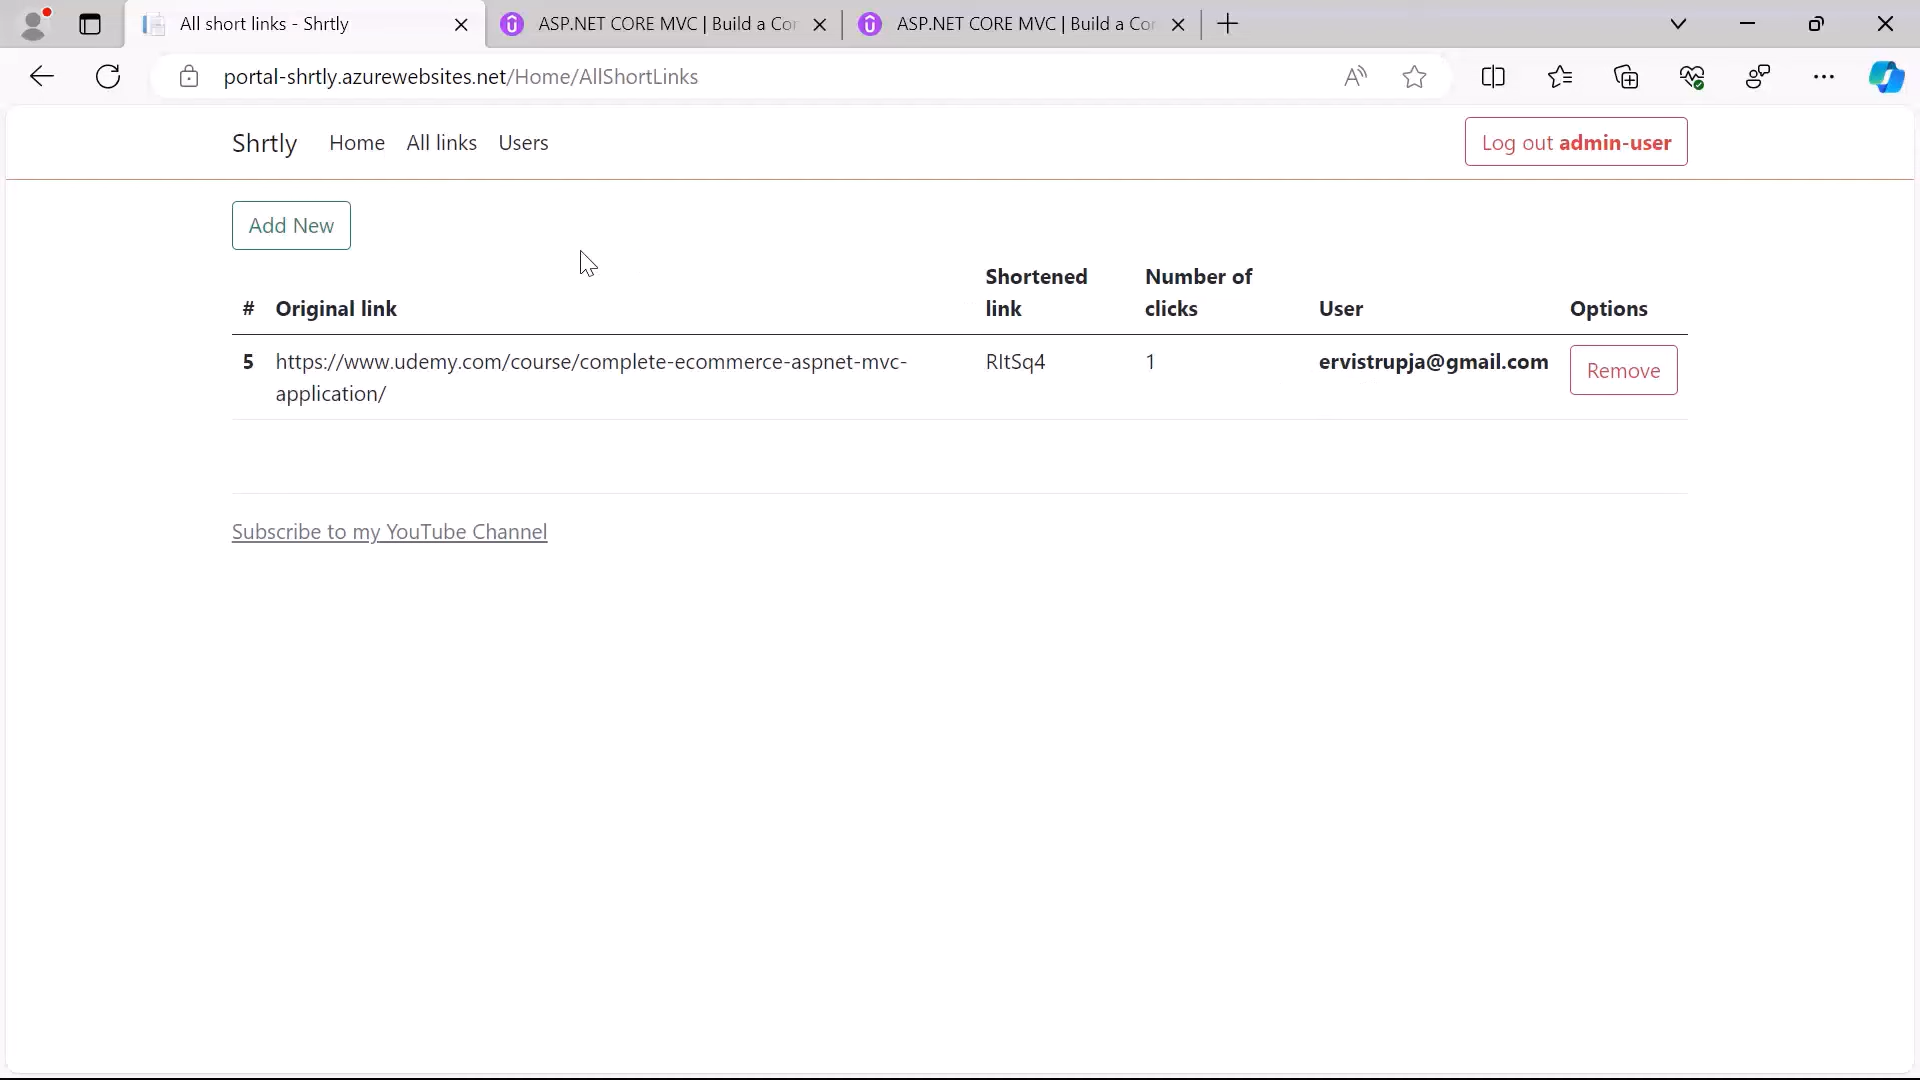 All short links - Shrtly
ASP.NET CORE MVC | Build a Cor
ASP.NET CORE MVC | Build a Cor
portal-shrtly.azurewebsites.net/Home/AllShortLinks
Shrtly Home All links Users Log out admin-user
Add New
# Original link Shortened link Number of clicks User Options
5 https://www.udemy.com/course/complete-ecommerce-aspnet-mvc- RItSq4 1 ervistrupja@gmail.com Remove
application/
Subscribe to my YouTube Channel